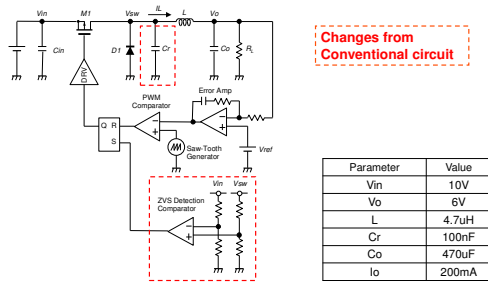 Vin
M1
Vsw
IL
L
Vo
Cin
D1
Cr
Co
RL
DRV
Changes from
Conventional circuit
Error Amp
PWM
Comparator
Q R
S
Saw-Tooth
Generator
Vref
Vin
Vsw
ZVS Detection
Comparator
Parameter Value
Vin 10V
Vo 6V
L 4.7uH
Cr 100nF
Co 470uF
Io 200mA